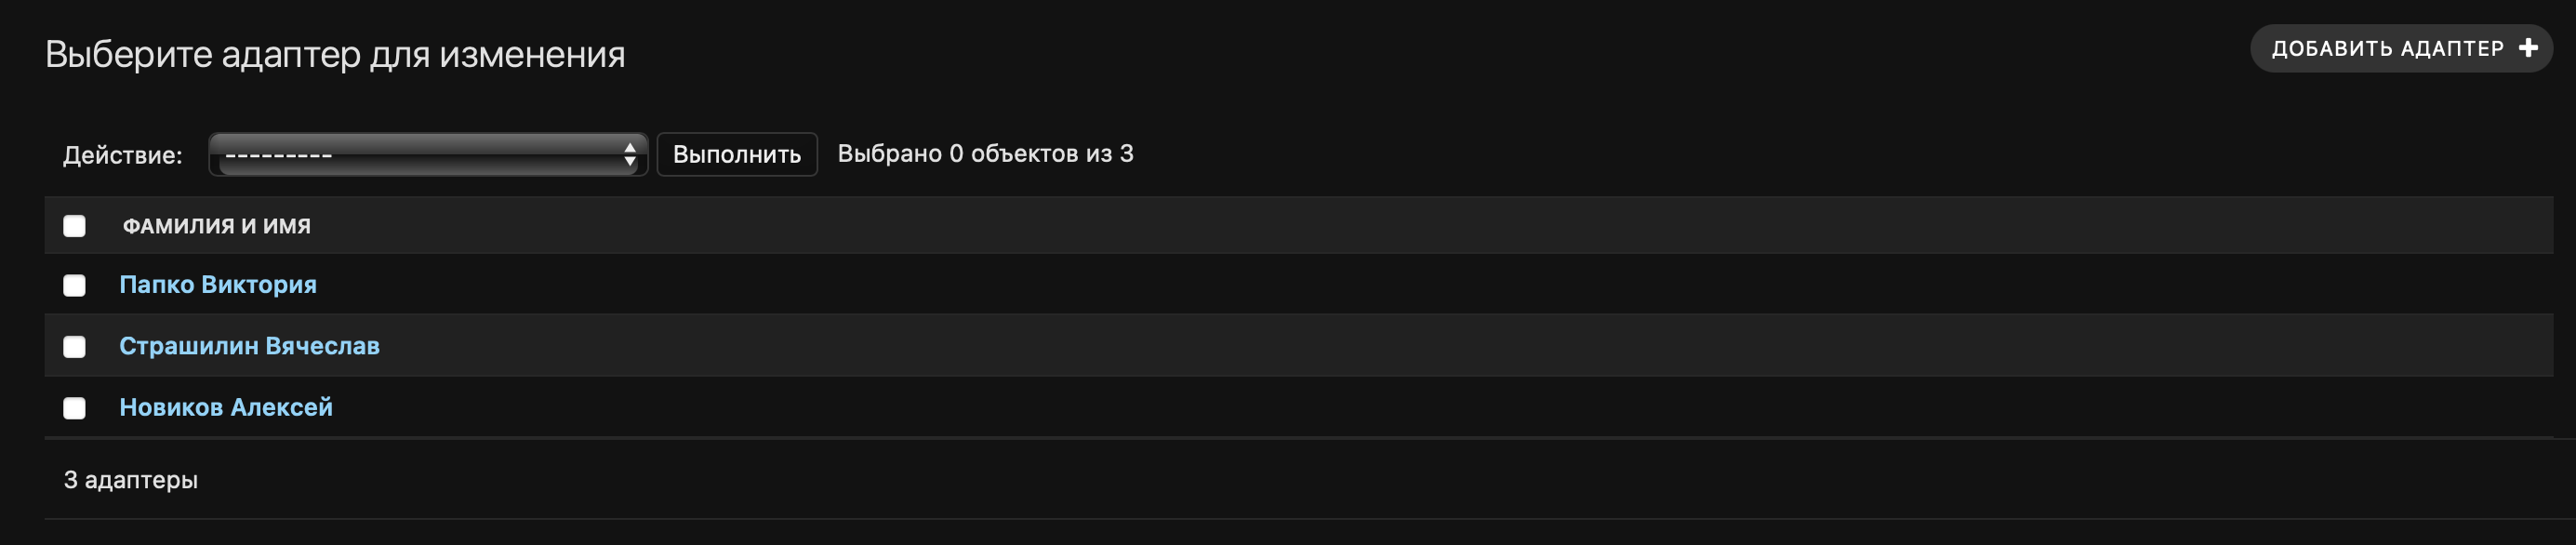 Выберите адаптер для изменения
ДОБАВИТЬ АДАПТЕР +
Действие: --------- Выполнить Выбрано 0 объектов из 3
ФАМИЛИЯ И ИМЯ
Папко Виктория
Страшилин Вячеслав
Новиков Алексей
3 адаптеры